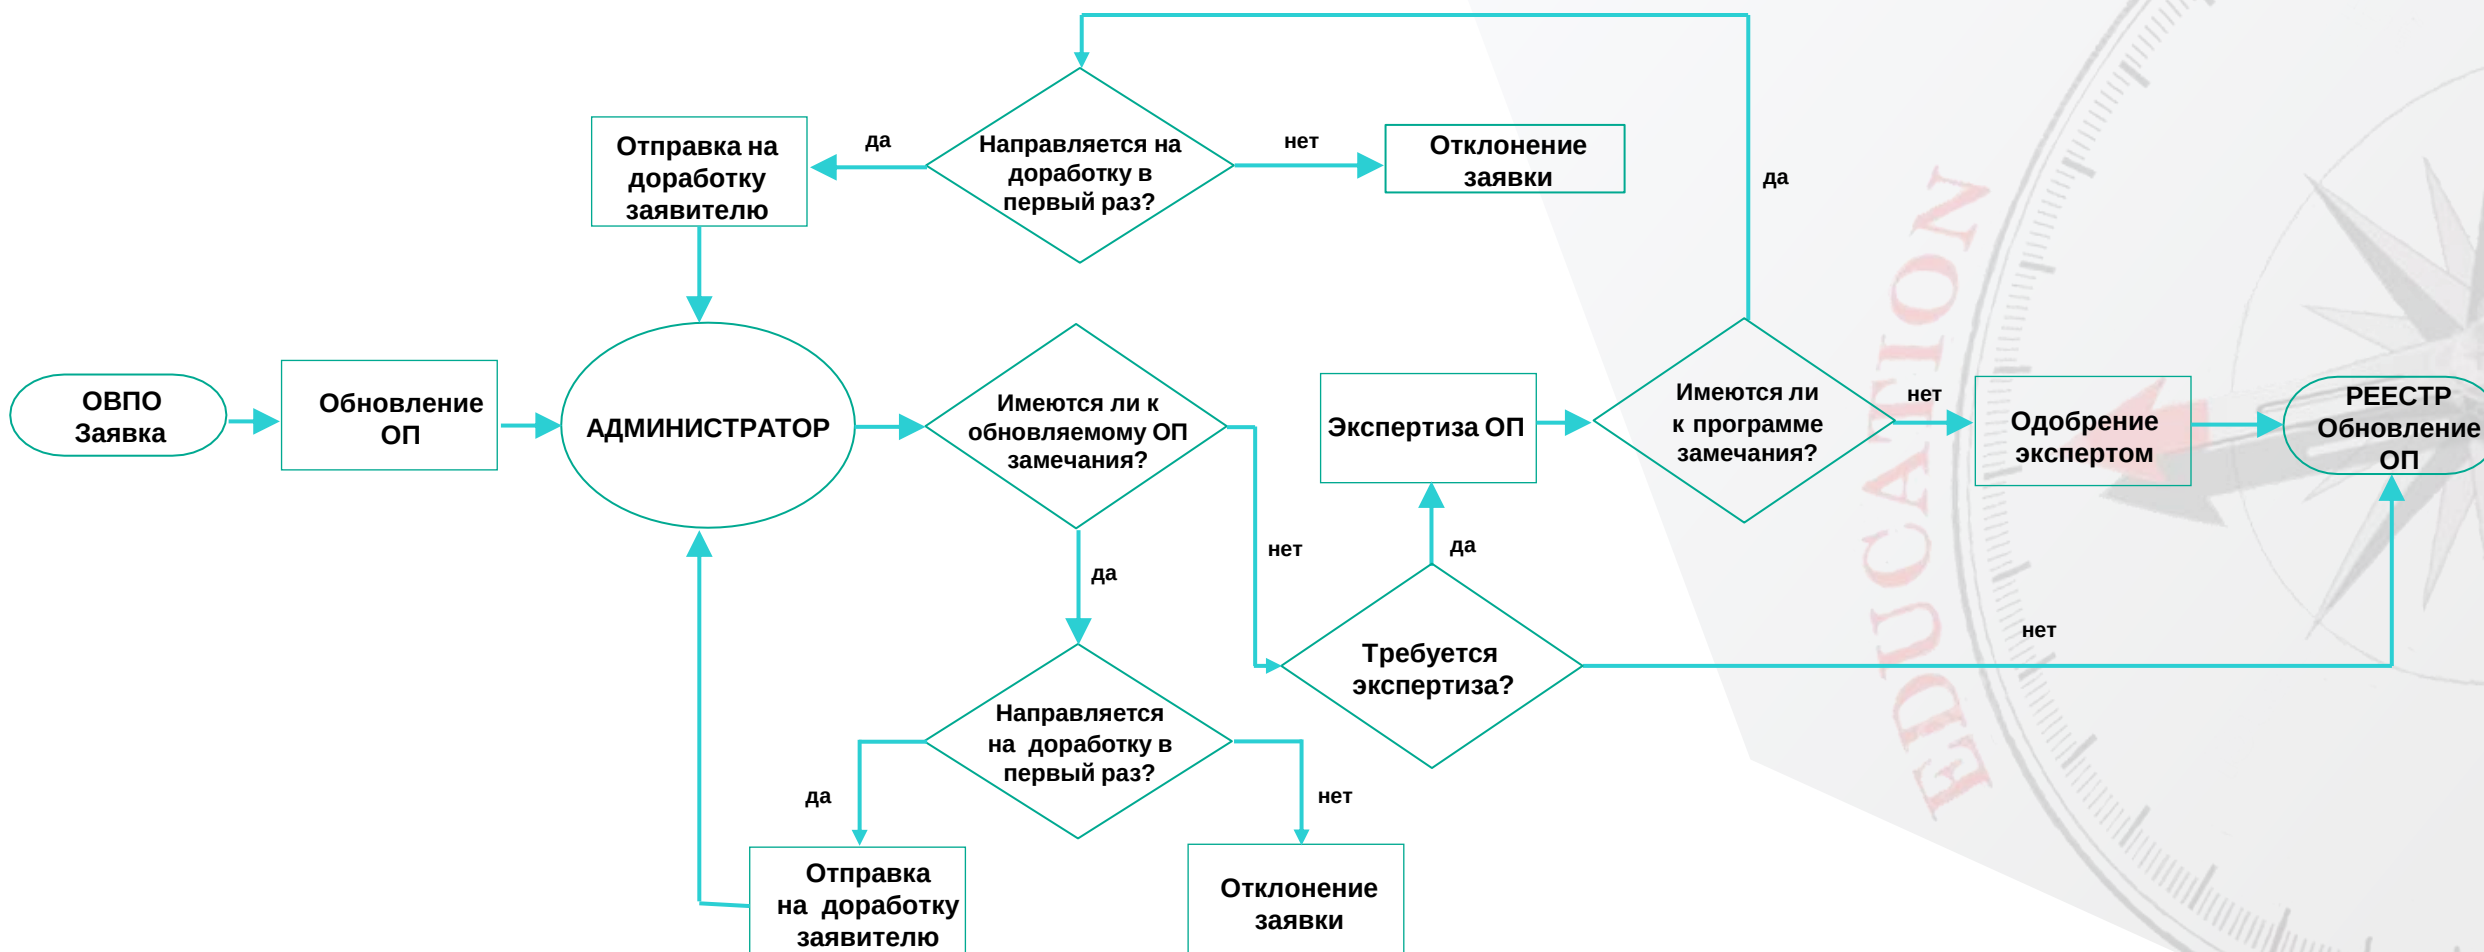 Отправка на
доработку
заявителю
да
Направляется на
доработку в
первый раз?
нет
Отклонение
заявки
да
ОВПО
Заявка
Обновление
ОП
АДМИНИСТРАТОР
Имеются ли к
обновляемому ОП
замечания?
Экспертиза ОП
Имеются ли
к программе
замечания?
нет
Одобрение
экспертом
РЕЕСТР
Обновление
ОП
да
нет
да
Требуется
экспертиза?
нет
Направляется
на доработку в
первый раз?
да
нет
Отправка
на доработку
заявителю
Отклонение
заявки
EDUCATION